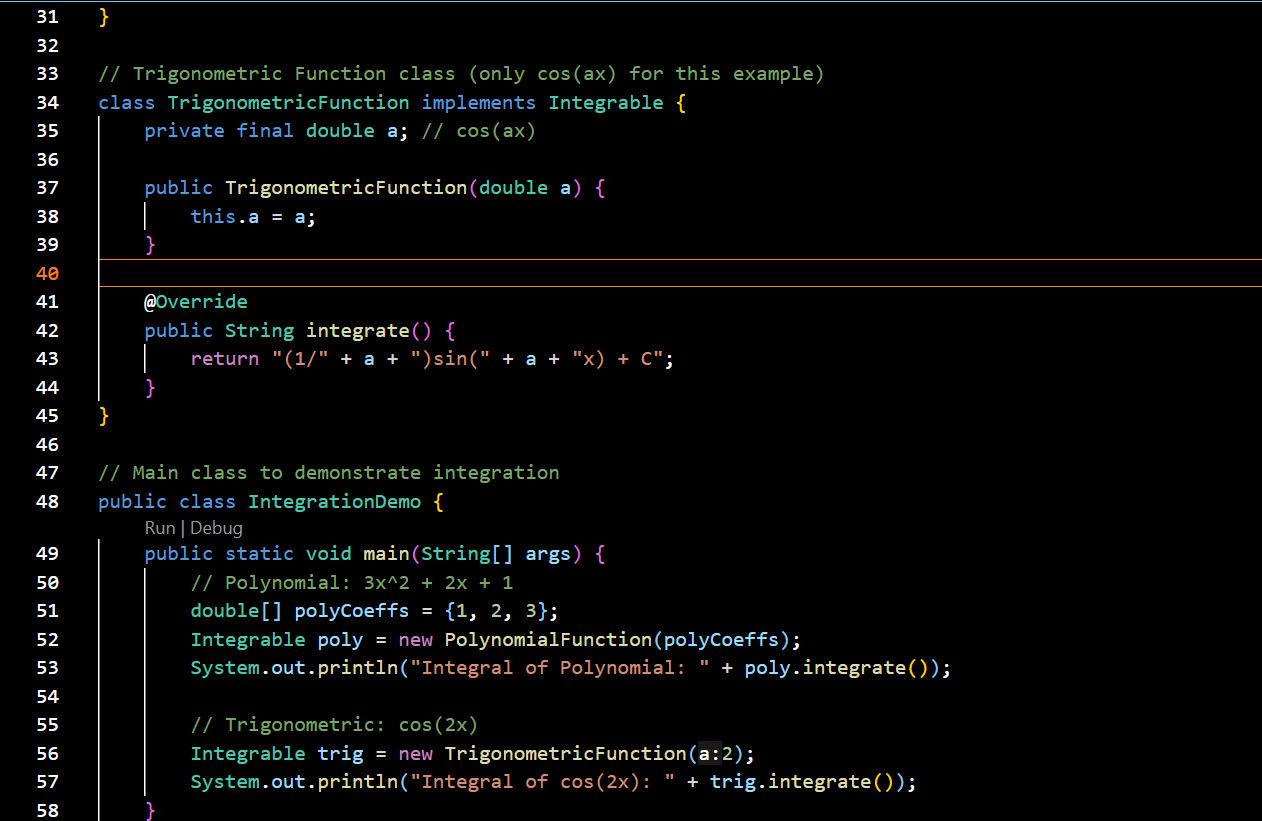 31 }
32
33 // Trigonometric Function class (only cos(ax) for this example)
34 class TrigonometricFunction implements Integrable {
35     private final double a; // cos(ax)
36
37     public TrigonometricFunction(double a) {
38         this.a = a;
39     }
40
41     @Override
42     public String integrate() {
43         return "(1/" + a + ")sin(" + a + "x) + C";
44     }
45 }
46
47 // Main class to demonstrate integration
48 public class IntegrationDemo {
Run | Debug
49     public static void main(String[] args) {
50         // Polynomial: 3x^2 + 2x + 1
51         double[] polyCoeffs = {1, 2, 3};
52         Integrable poly = new PolynomialFunction(polyCoeffs);
53         System.out.println("Integral of Polynomial: " + poly.integrate());
54
55         // Trigonometric: cos(2x)
56         Integrable trig = new TrigonometricFunction(a:2);
57         System.out.println("Integral of cos(2x): " + trig.integrate());
58     }